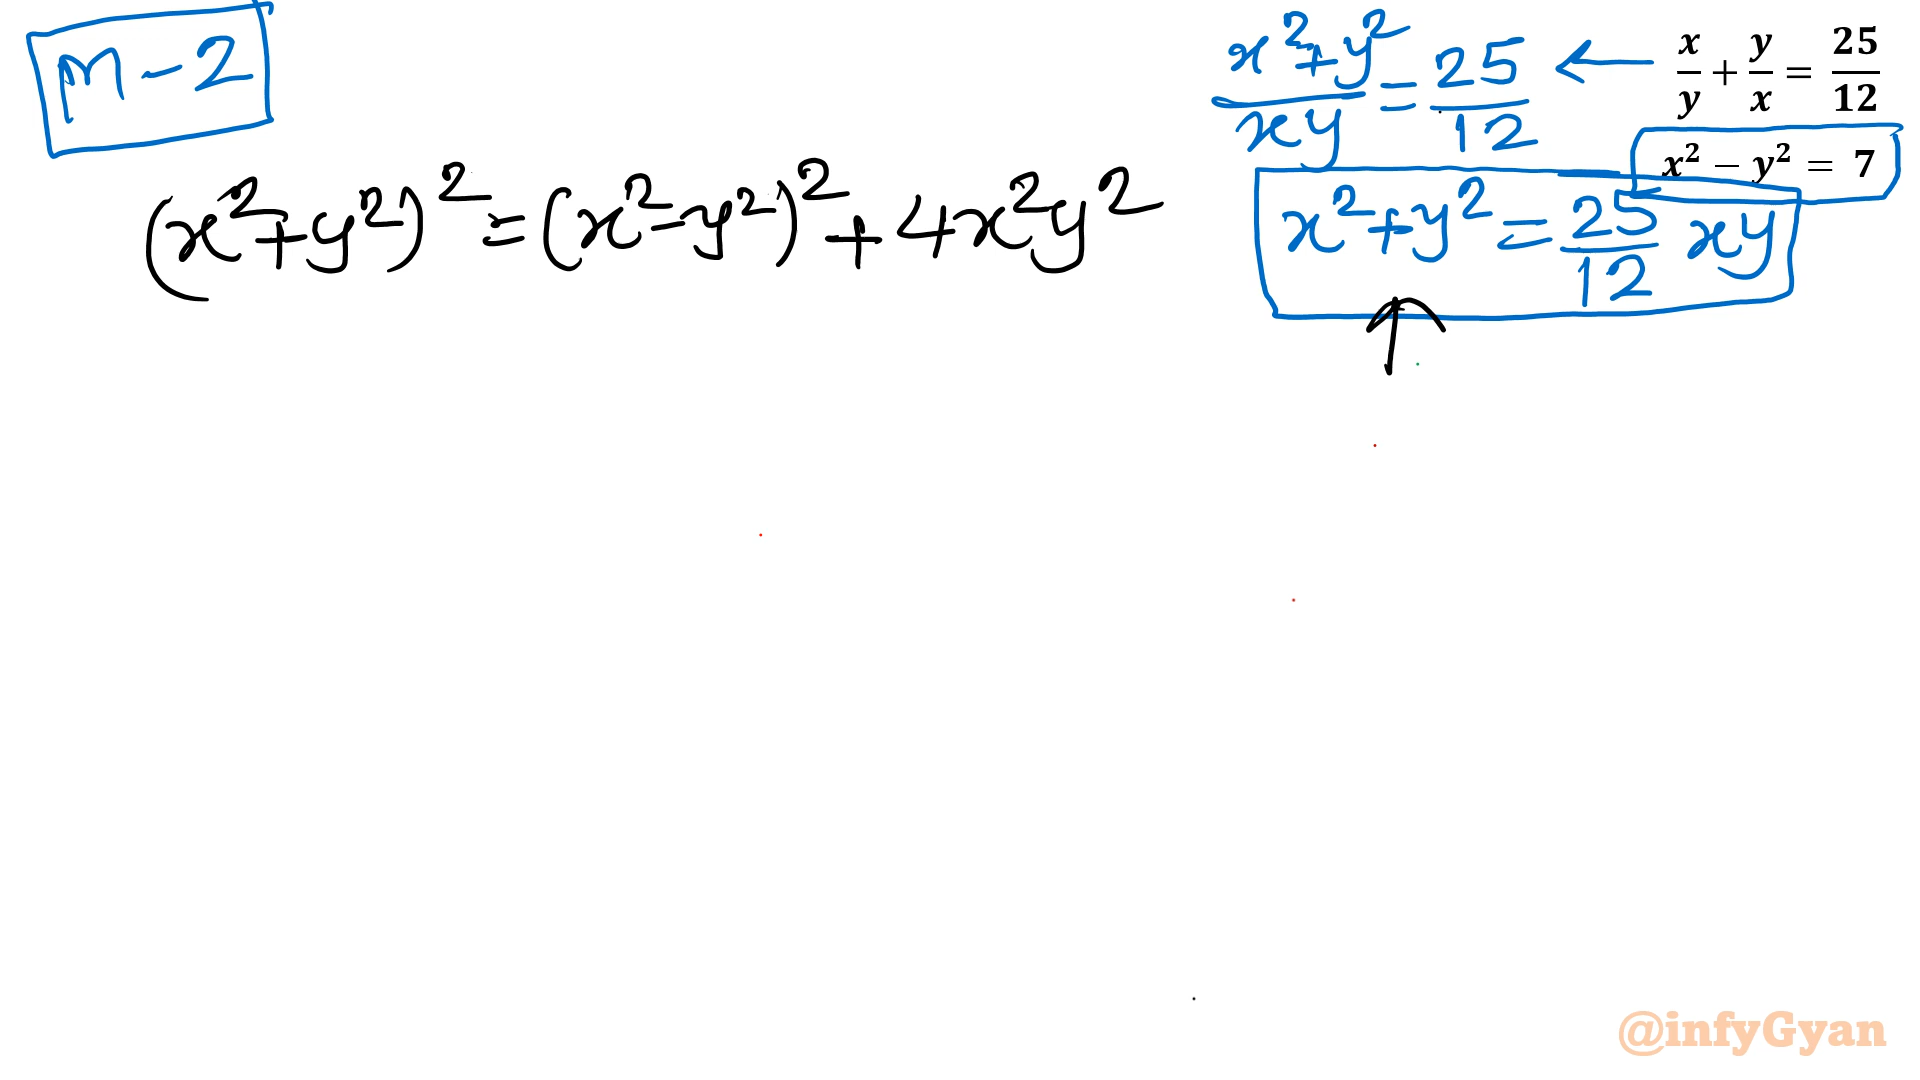 M-2
x²+y²/xy = 25/12 ← x/y + y/x = 25/12
x² − y² = 7
(x²+y²)² = (x²-y²)² + 4x²y²
x²+y² = 25/12 xy
@infyGyan